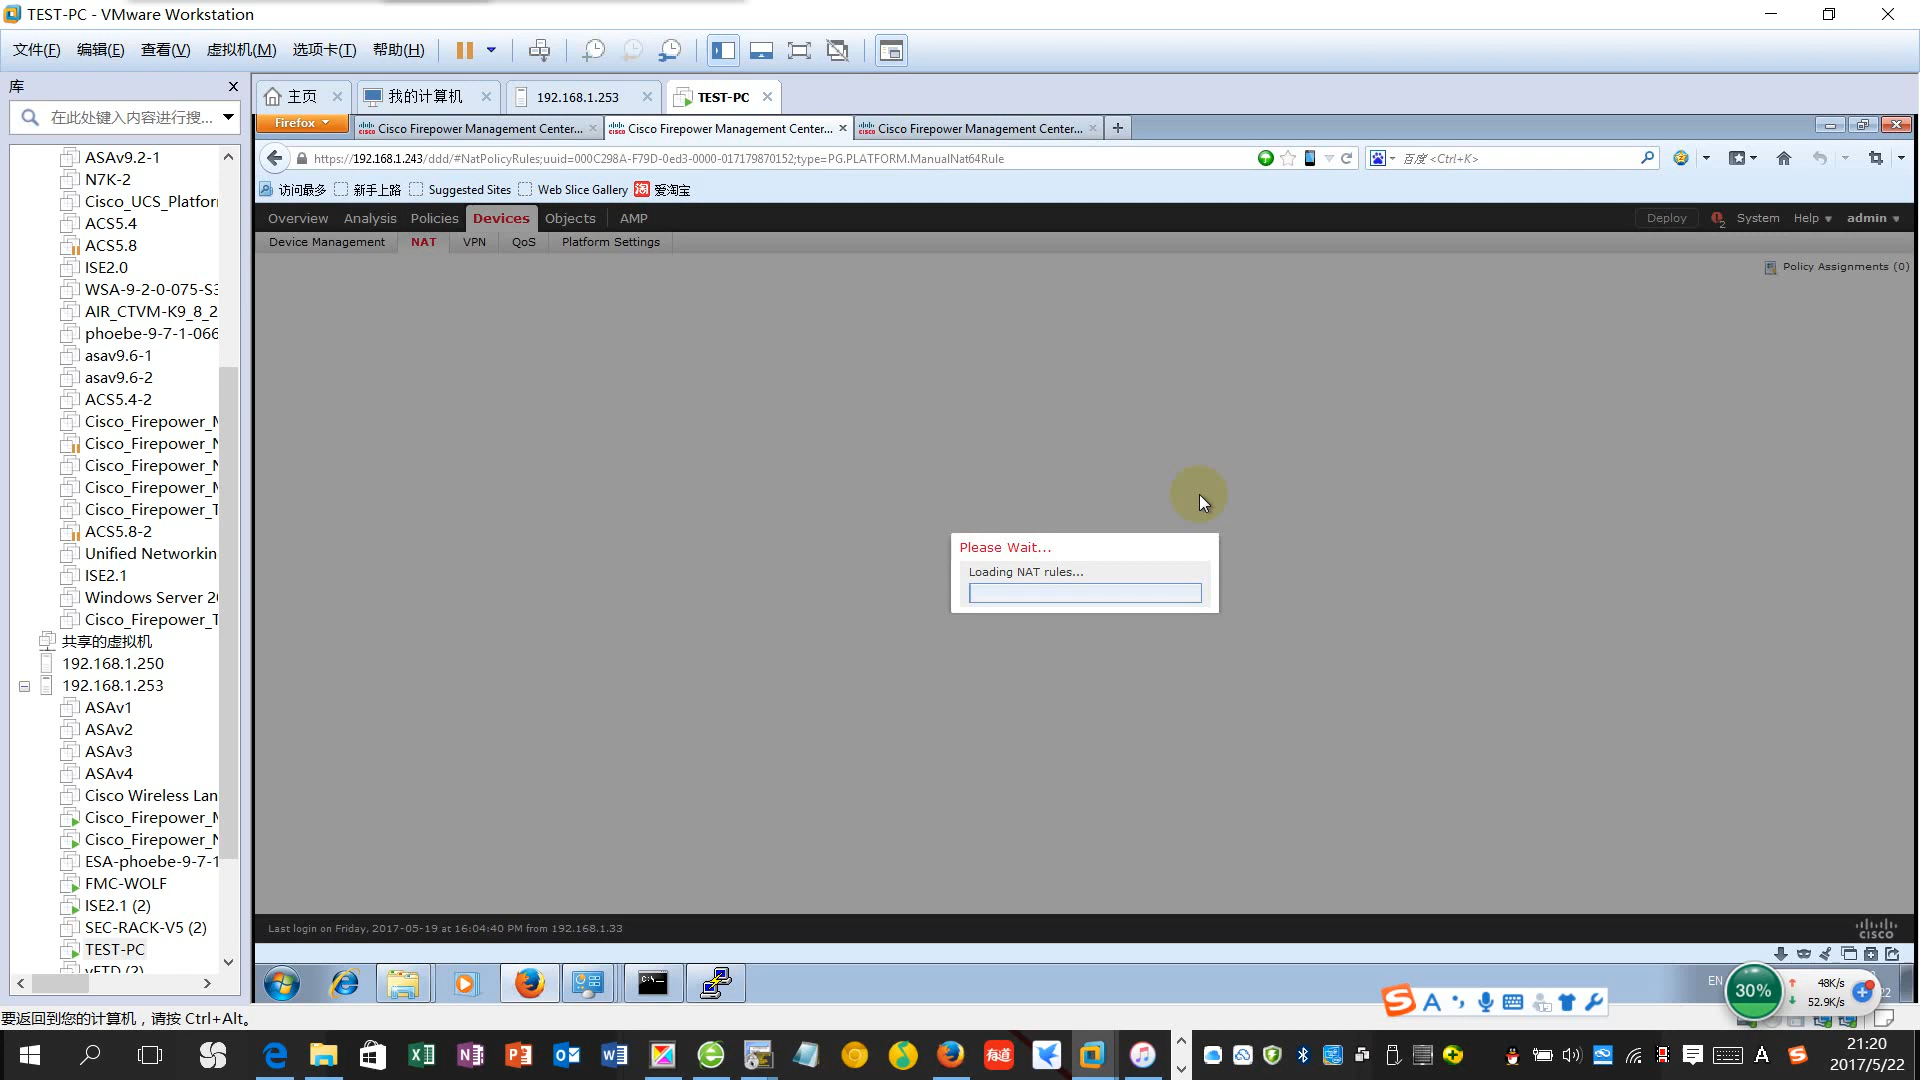 TEST-PC - VMware Workstation
文件(F) 编辑(E) 查看(V) 虚拟机(M) 选项卡(T) 帮助(H)
库
在此处键入内容进行搜...
主页 我的计算机 192.168.1.253 TEST-PC
Firefox Cisco Firepower Management Center... Cisco Firepower Management Center... Cisco Firepower Management Center...
https://192.168.1.243/ddd/#NatPolicyRules;uuid=000C298A-F79D-0ed3-0000-017179870152;type=PG.PLATFORM.ManualNat64Rule
百度 <Ctrl+K>
访问最多 新手上路 Suggested Sites Web Slice Gallery 爱淘宝
Overview Analysis Policies Devices Objects AMP Deploy 2 System Help admin
Device Management NAT VPN QoS Platform Settings
Policy Assignments (0)
Please Wait...
Loading NAT rules...
Last login on Friday, 2017-05-19 at 16:04:40 PM from 192.168.1.33
CISCO
ASAv9.2-1
N7K-2
Cisco_UCS_Platfor
ACS5.4
ACS5.8
ISE2.0
WSA-9-2-0-075-S3
AIR_CTVM-K9_8_2
phoebe-9-7-1-066
asav9.6-1
asav9.6-2
ACS5.4-2
Cisco_Firepower_M
Cisco_Firepower_N
Cisco_Firepower_N
Cisco_Firepower_M
Cisco_Firepower_T
ACS5.8-2
Unified Networkin
ISE2.1
Windows Server 20
Cisco_Firepower_T
共享的虚拟机
192.168.1.250
192.168.1.253
ASAv1
ASAv2
ASAv3
ASAv4
Cisco Wireless Lan
Cisco_Firepower_M
Cisco_Firepower_N
ESA-phoebe-9-7-1
FMC-WOLF
ISE2.1 (2)
SEC-RACK-V5 (2)
TEST-PC
vFTD (2)
EN
30% 48K/s
52.9K/s
要返回到您的计算机，请按 Ctrl+Alt。
21:20
2017/5/22